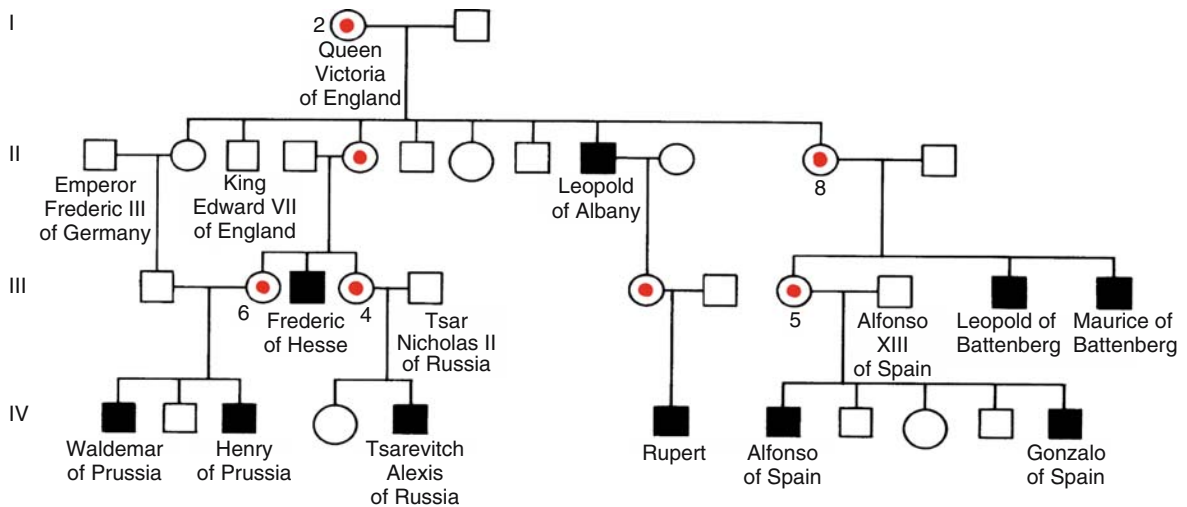 I
2
Queen
Victoria
of England
II
Emperor
Frederic III
of Germany
King
Edward VII
of England
Leopold
of Albany
8
III
6
Frederic
of Hesse
4
Tsar
Nicholas II
of Russia
5
Alfonso
XIII
of Spain
Leopold of
Battenberg
Maurice of
Battenberg
IV
Waldemar
of Prussia
Henry
of Prussia
Tsarevitch
Alexis
of Russia
Rupert
Alfonso
of Spain
Gonzalo
of Spain